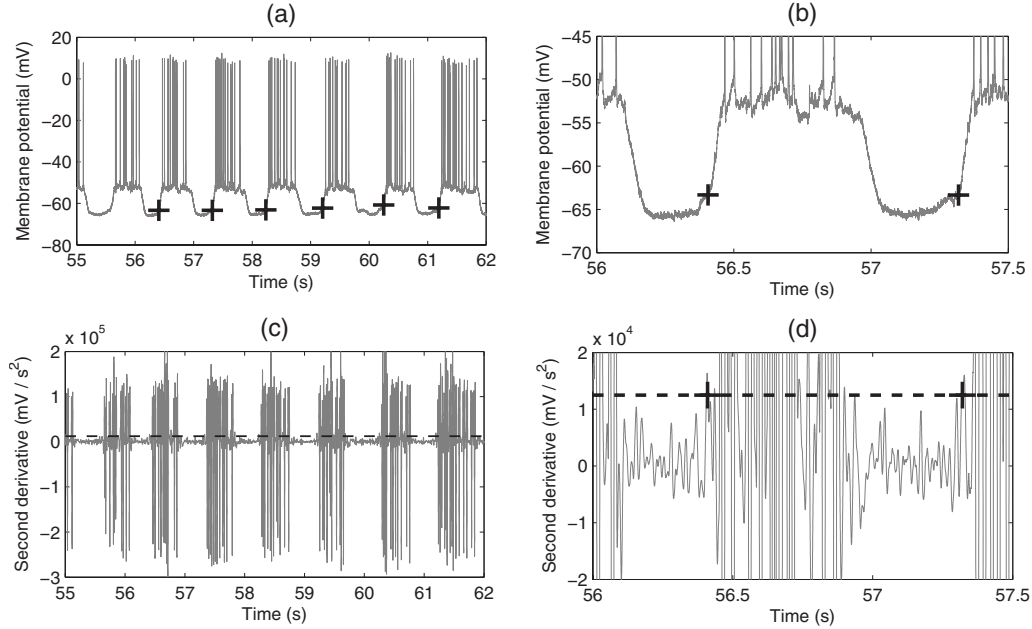 (a)
Membrane potential (mV)
20
0
−20
−40
−60
−80
55 56 57 58 59 60 61 62
Time (s)
(b)
Membrane potential (mV)
−45
−50
−55
−60
−65
−70
56 56.5 57 57.5
Time (s)
(c)
x 10^5
Second derivative (mV / s^2)
2
1
0
−1
−2
−3
55 56 57 58 59 60 61 62
Time (s)
(d)
x 10^4
Second derivative (mV / s^2)
2
1
0
−1
−2
56 56.5 57 57.5
Time (s)